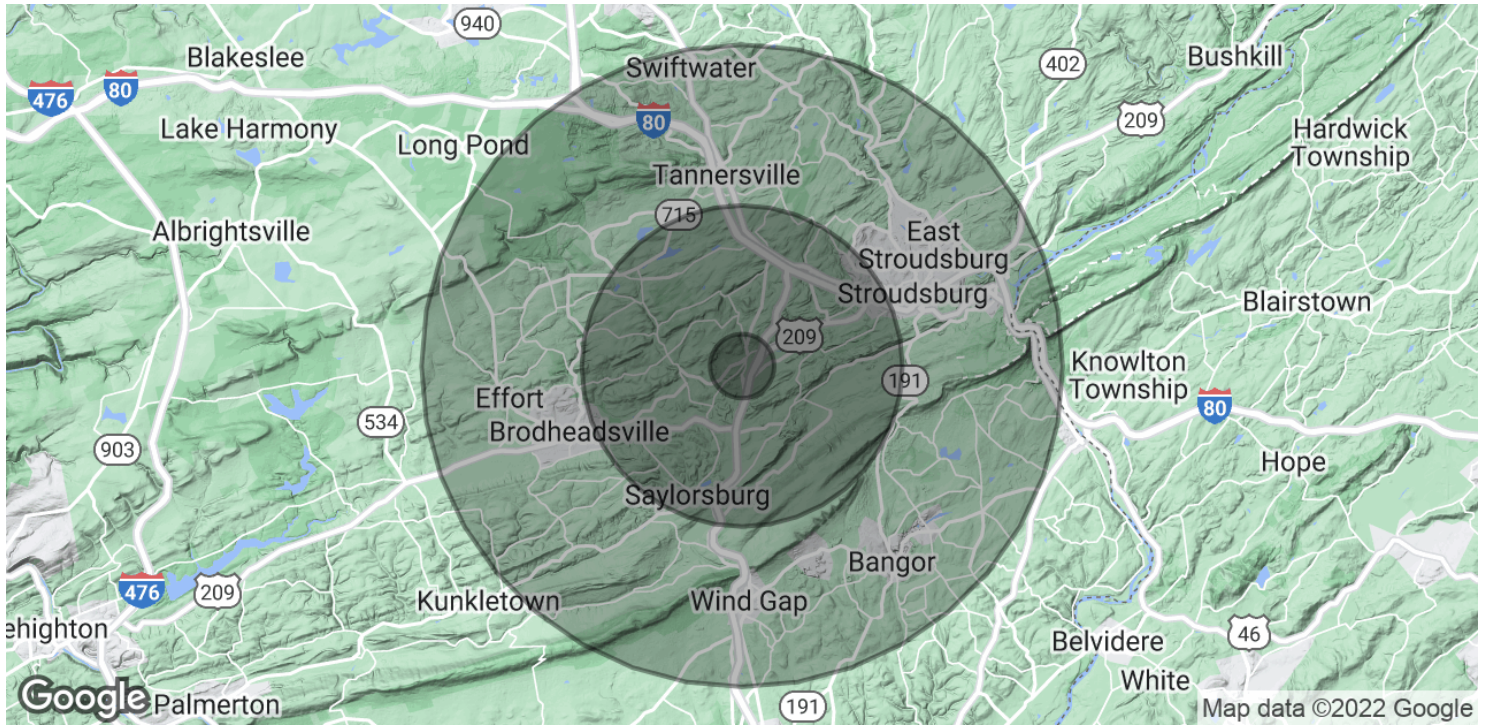 940
Swiftwater
402
Bushkill
Blakeslee
80
476
209
80
Lake Harmony
Long Pond
Hardwick
Township
Tannersville
715
Albrightsville
East
Stroudsburg
Stroudsburg
Blairstown
209
Knowlton
Township
191
80
Effort
534
Brodheadsville
903
Hope
Saylorsburg
Bangor
476
209
Kunkletown
Wind Gap
ehighton
46
Belvidere
White
Google
Palmerton
191
Map data ©2022 Google